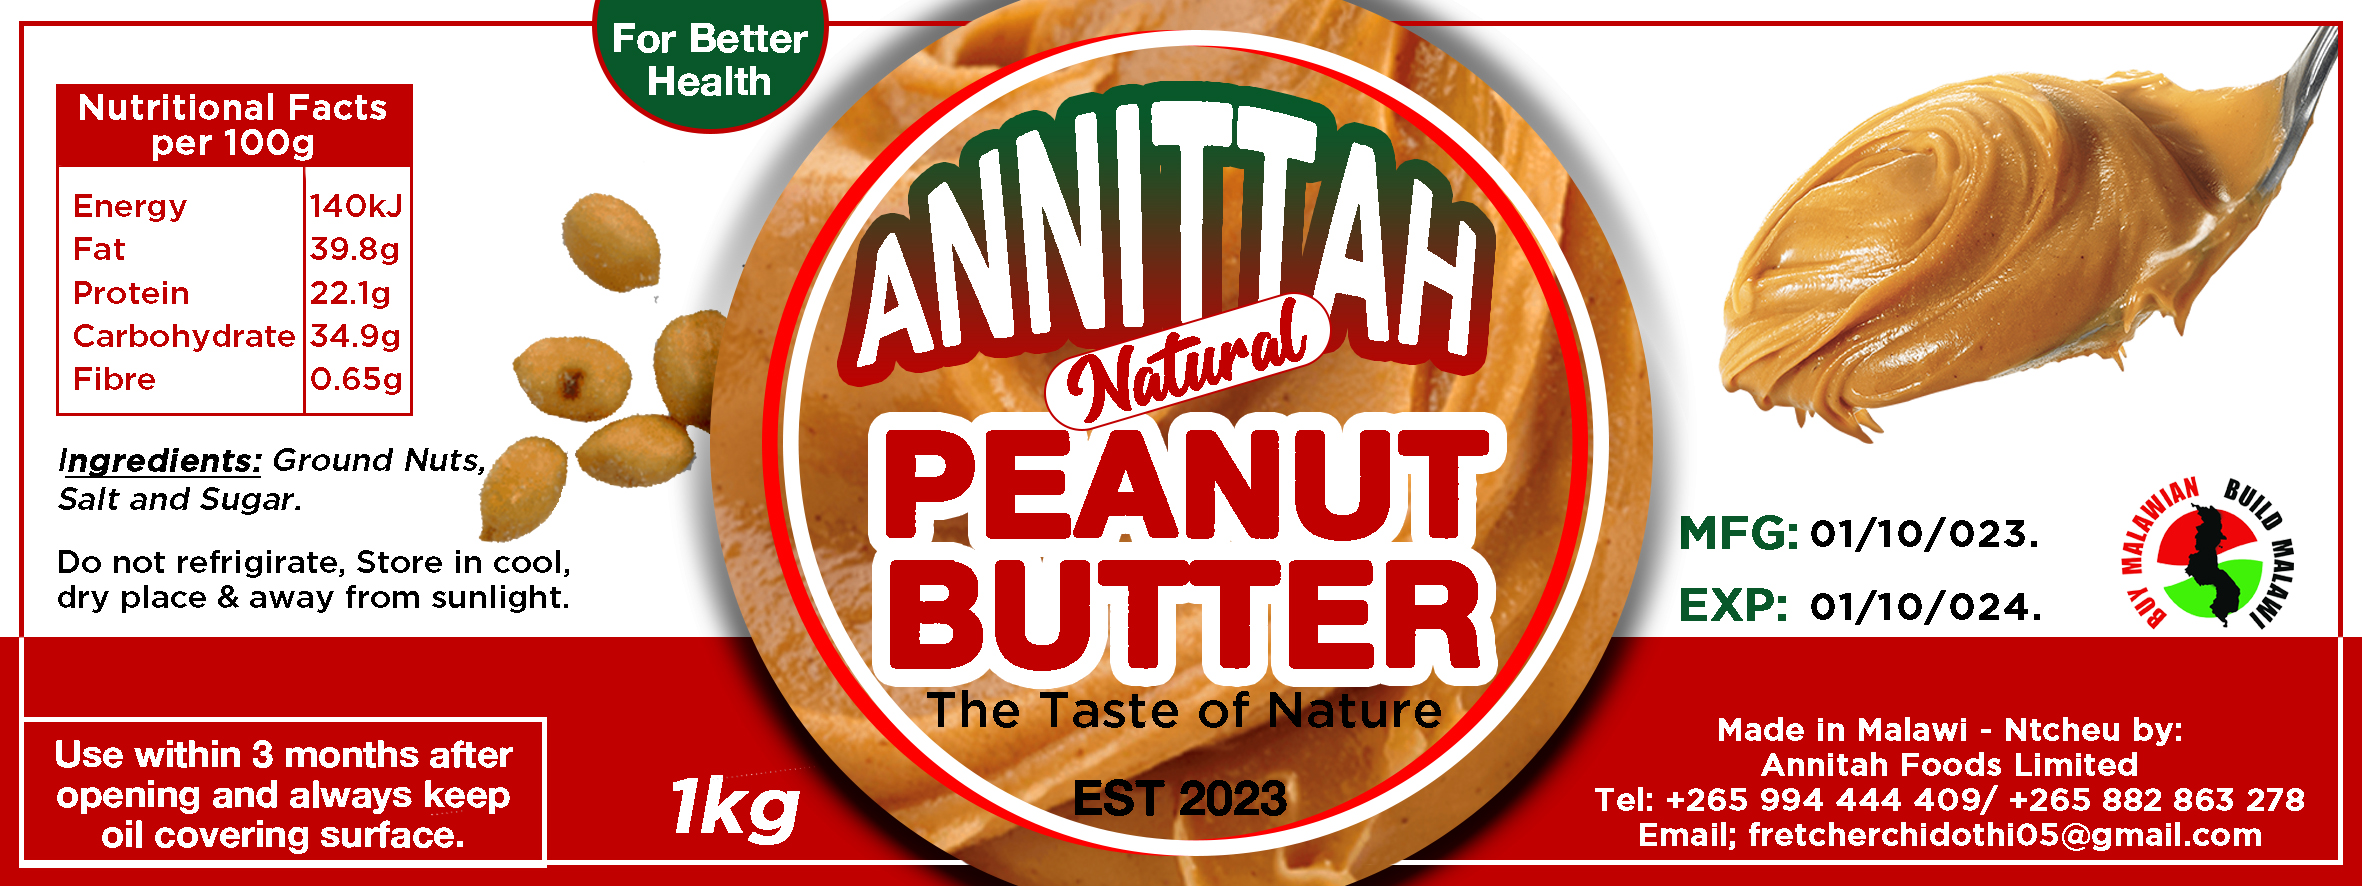 For Better
Health
Nutritional Facts
per 100g
Energy 140kJ
Fat 39.8g
Protein 22.1g
Carbohydrate 34.9g
Fibre 0.65g
Ingredients: Ground Nuts,
Salt and Sugar.
Do not refrigirate, Store in cool,
dry place & away from sunlight.
Use within 3 months after
opening and always keep
oil covering surface.
1kg
ANNITTAH
Natural
PEANUT
BUTTER
The Taste of Nature
EST 2023
MFG: 01/10/023.
EXP: 01/10/024.
BUY MALAWIAN BUILD MALAWI
Made in Malawi - Ntcheu by:
Annitah Foods Limited
Tel: +265 994 444 409/ +265 882 863 278
Email; fretcherchidothi05@gmail.com